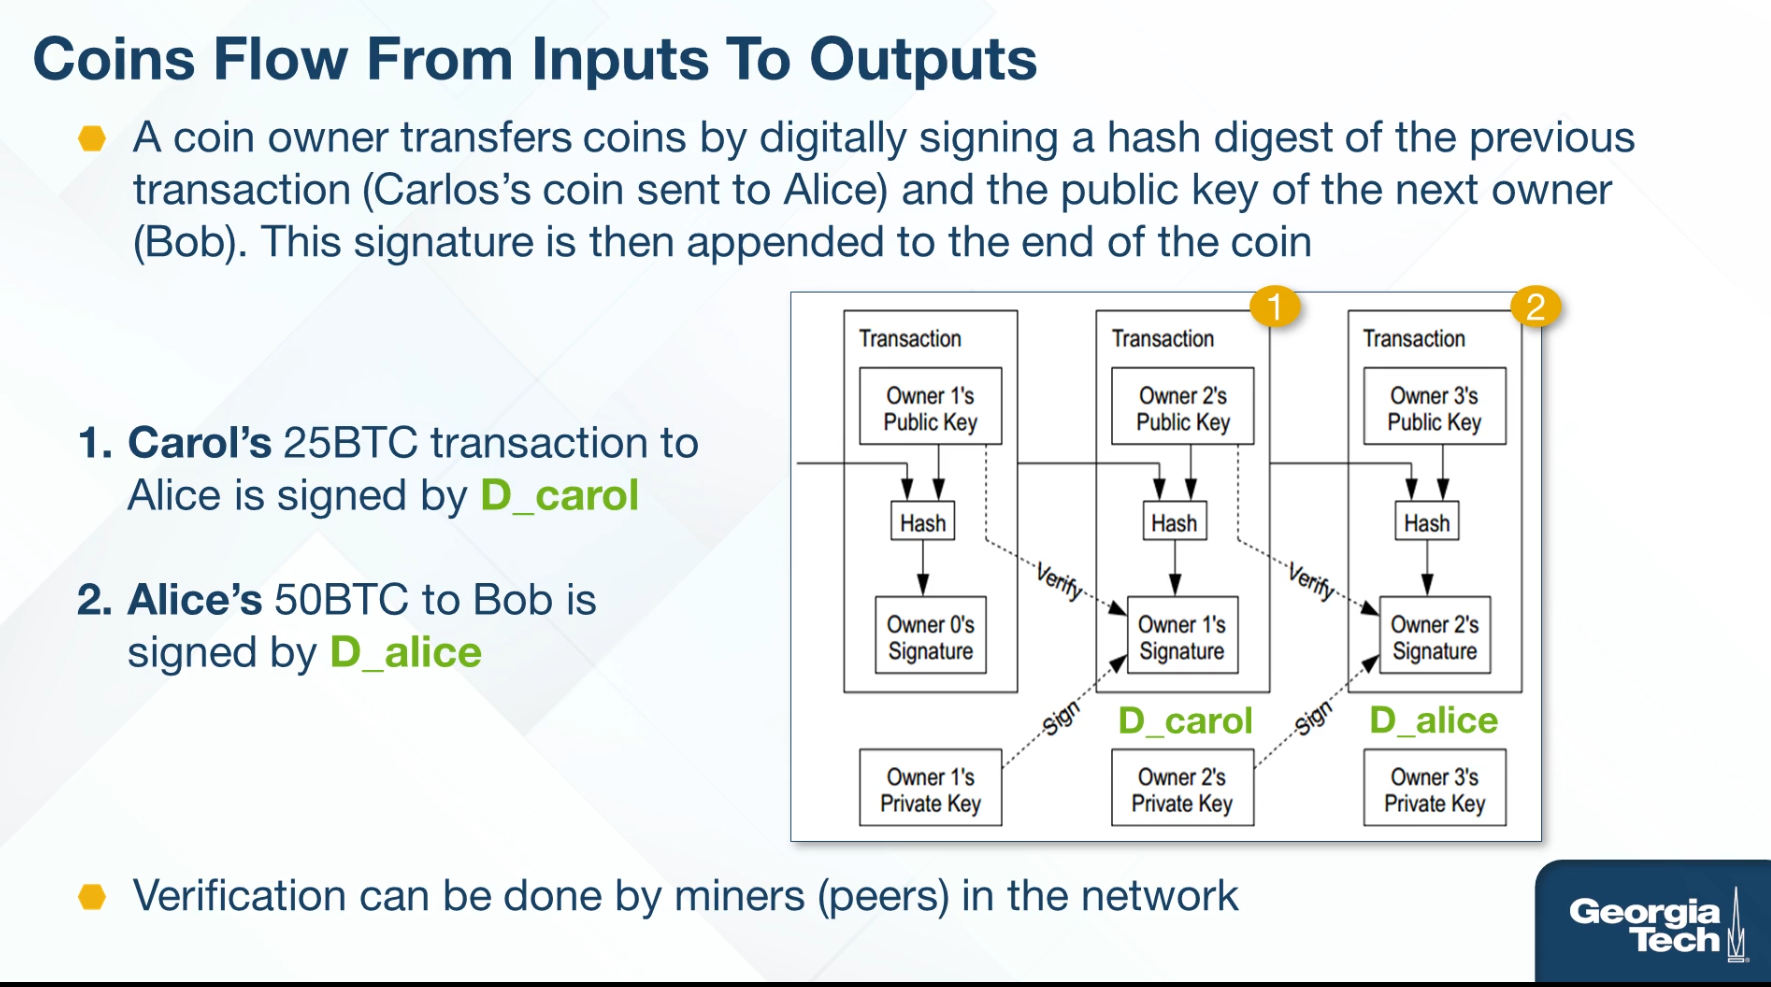 Coins Flow From Inputs To Outputs
A coin owner transfers coins by digitally signing a hash digest of the previous
transaction (Carlos's coin sent to Alice) and the public key of the next owner
(Bob). This signature is then appended to the end of the coin
1. Carol's 25BTC transaction to
Alice is signed by D_carol
2. Alice's 50BTC to Bob is
signed by D_alice
1
2
Transaction
Owner 1's
Public Key
Hash
Owner 0's
Signature
Owner 1's
Private Key
Transaction
Owner 2's
Public Key
Hash
Verify
Owner 1's
Signature
Sign
D_carol
Owner 2's
Private Key
Transaction
Owner 3's
Public Key
Hash
Verify
Owner 2's
Signature
Sign
D_alice
Owner 3's
Private Key
Verification can be done by miners (peers) in the network
Georgia
Tech